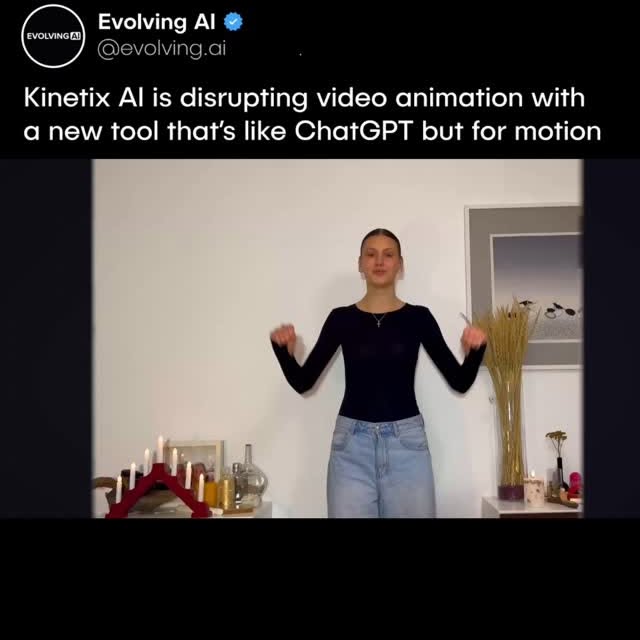 EVOLVING AI
Evolving AI
@evolving.ai
Kinetix AI is disrupting video animation with
a new tool that’s like ChatGPT but for motion